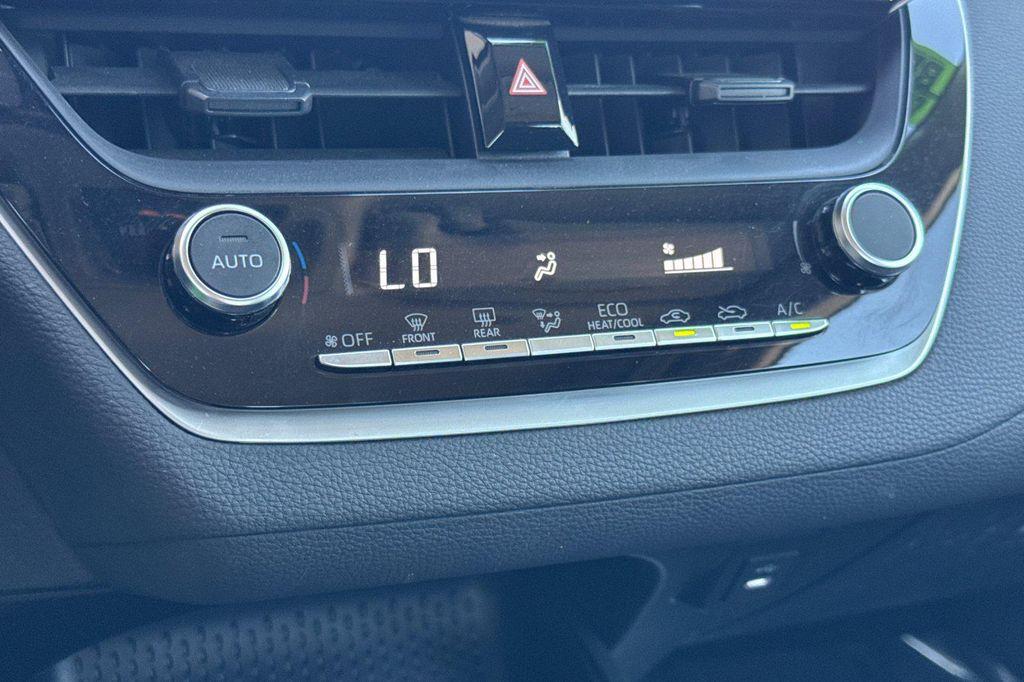 AUTO
LO
OFF
FRONT
REAR
ECO
HEAT/COOL
A/C